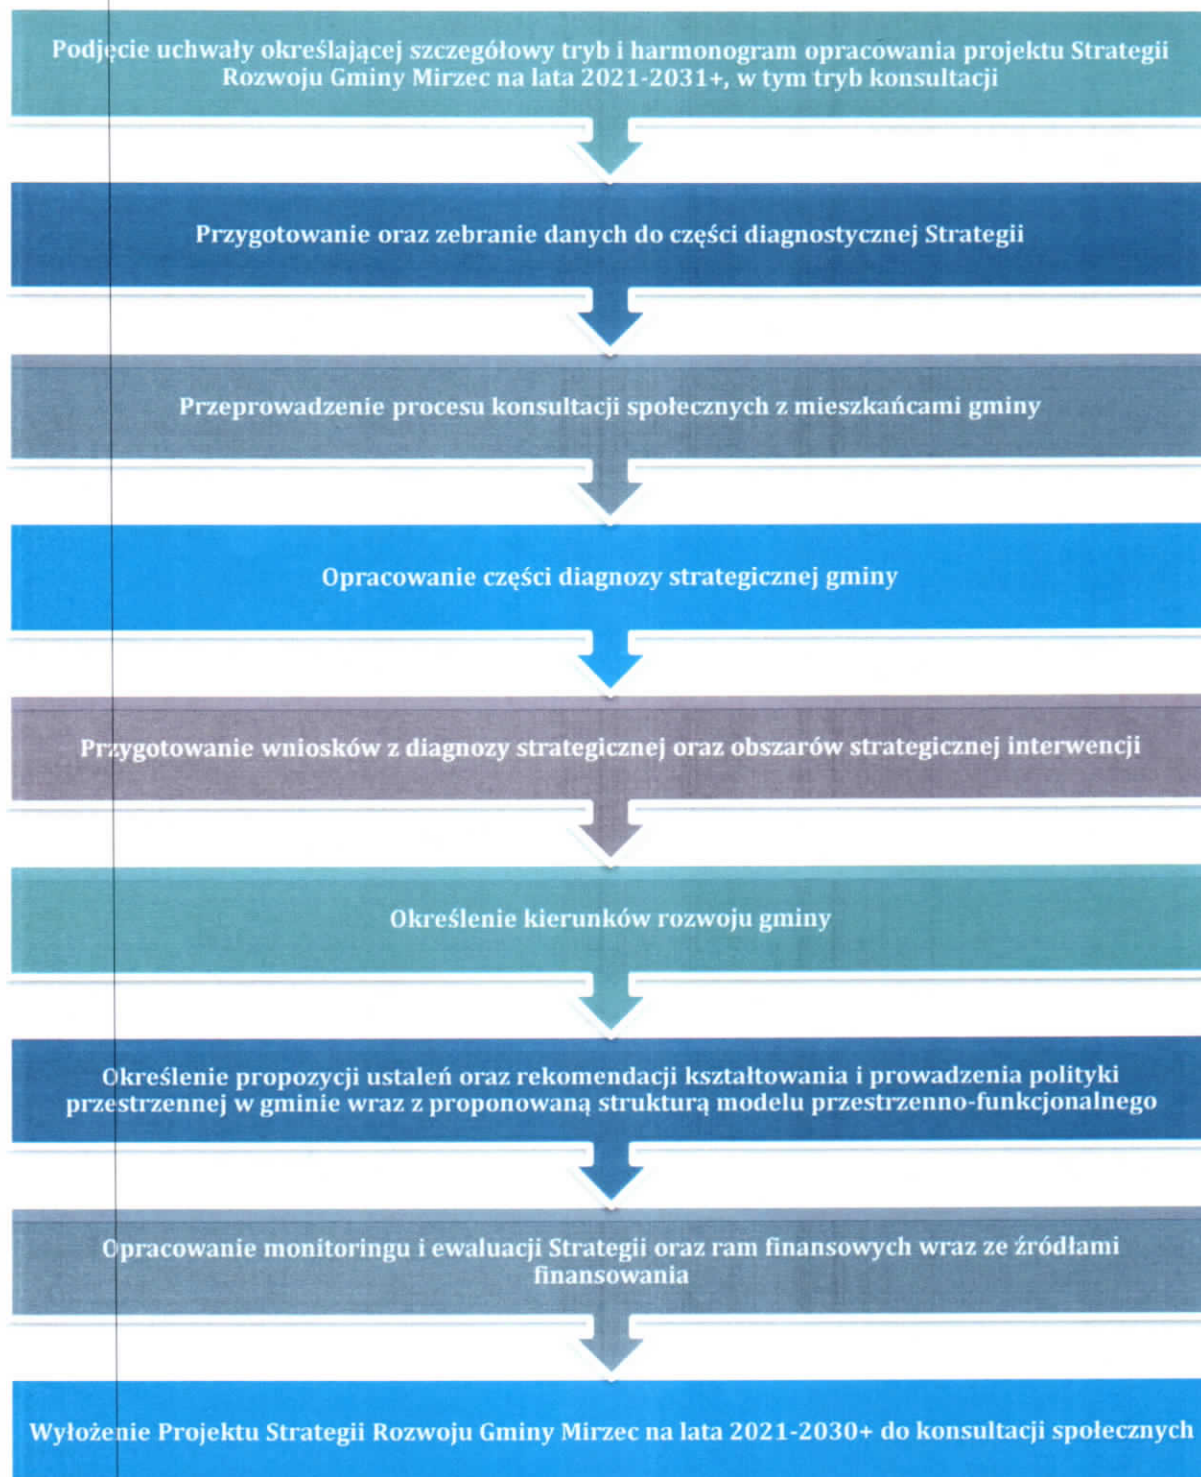 Podjęcie uchwały określającej szczegółowy tryb i harmonogram opracowania projektu Strategii
Rozwoju Gminy Mirzec na lata 2021-2031+, w tym tryb konsultacji
Przygotowanie oraz zebranie danych do części diagnostycznej Strategii
Przeprowadzenie procesu konsultacji społecznych z mieszkańcami gminy
Opracowanie części diagnozy strategicznej gminy
Przygotowanie wniosków z diagnozy strategicznej oraz obszarów strategicznej interwencji
Określenie kierunków rozwoju gminy
Określenie propozycji ustaleń oraz rekomendacji kształtowania i prowadzenia polityki
przestrzennej w gminie wraz z proponowaną strukturą modelu przestrzenno-funkcjonalnego
Opracowanie monitoringu i ewaluacji Strategii oraz ram finansowych wraz ze źródłami
finansowania
Wyłożenie Projektu Strategii Rozwoju Gminy Mirzec na lata 2021-2030+ do konsultacji społecznych